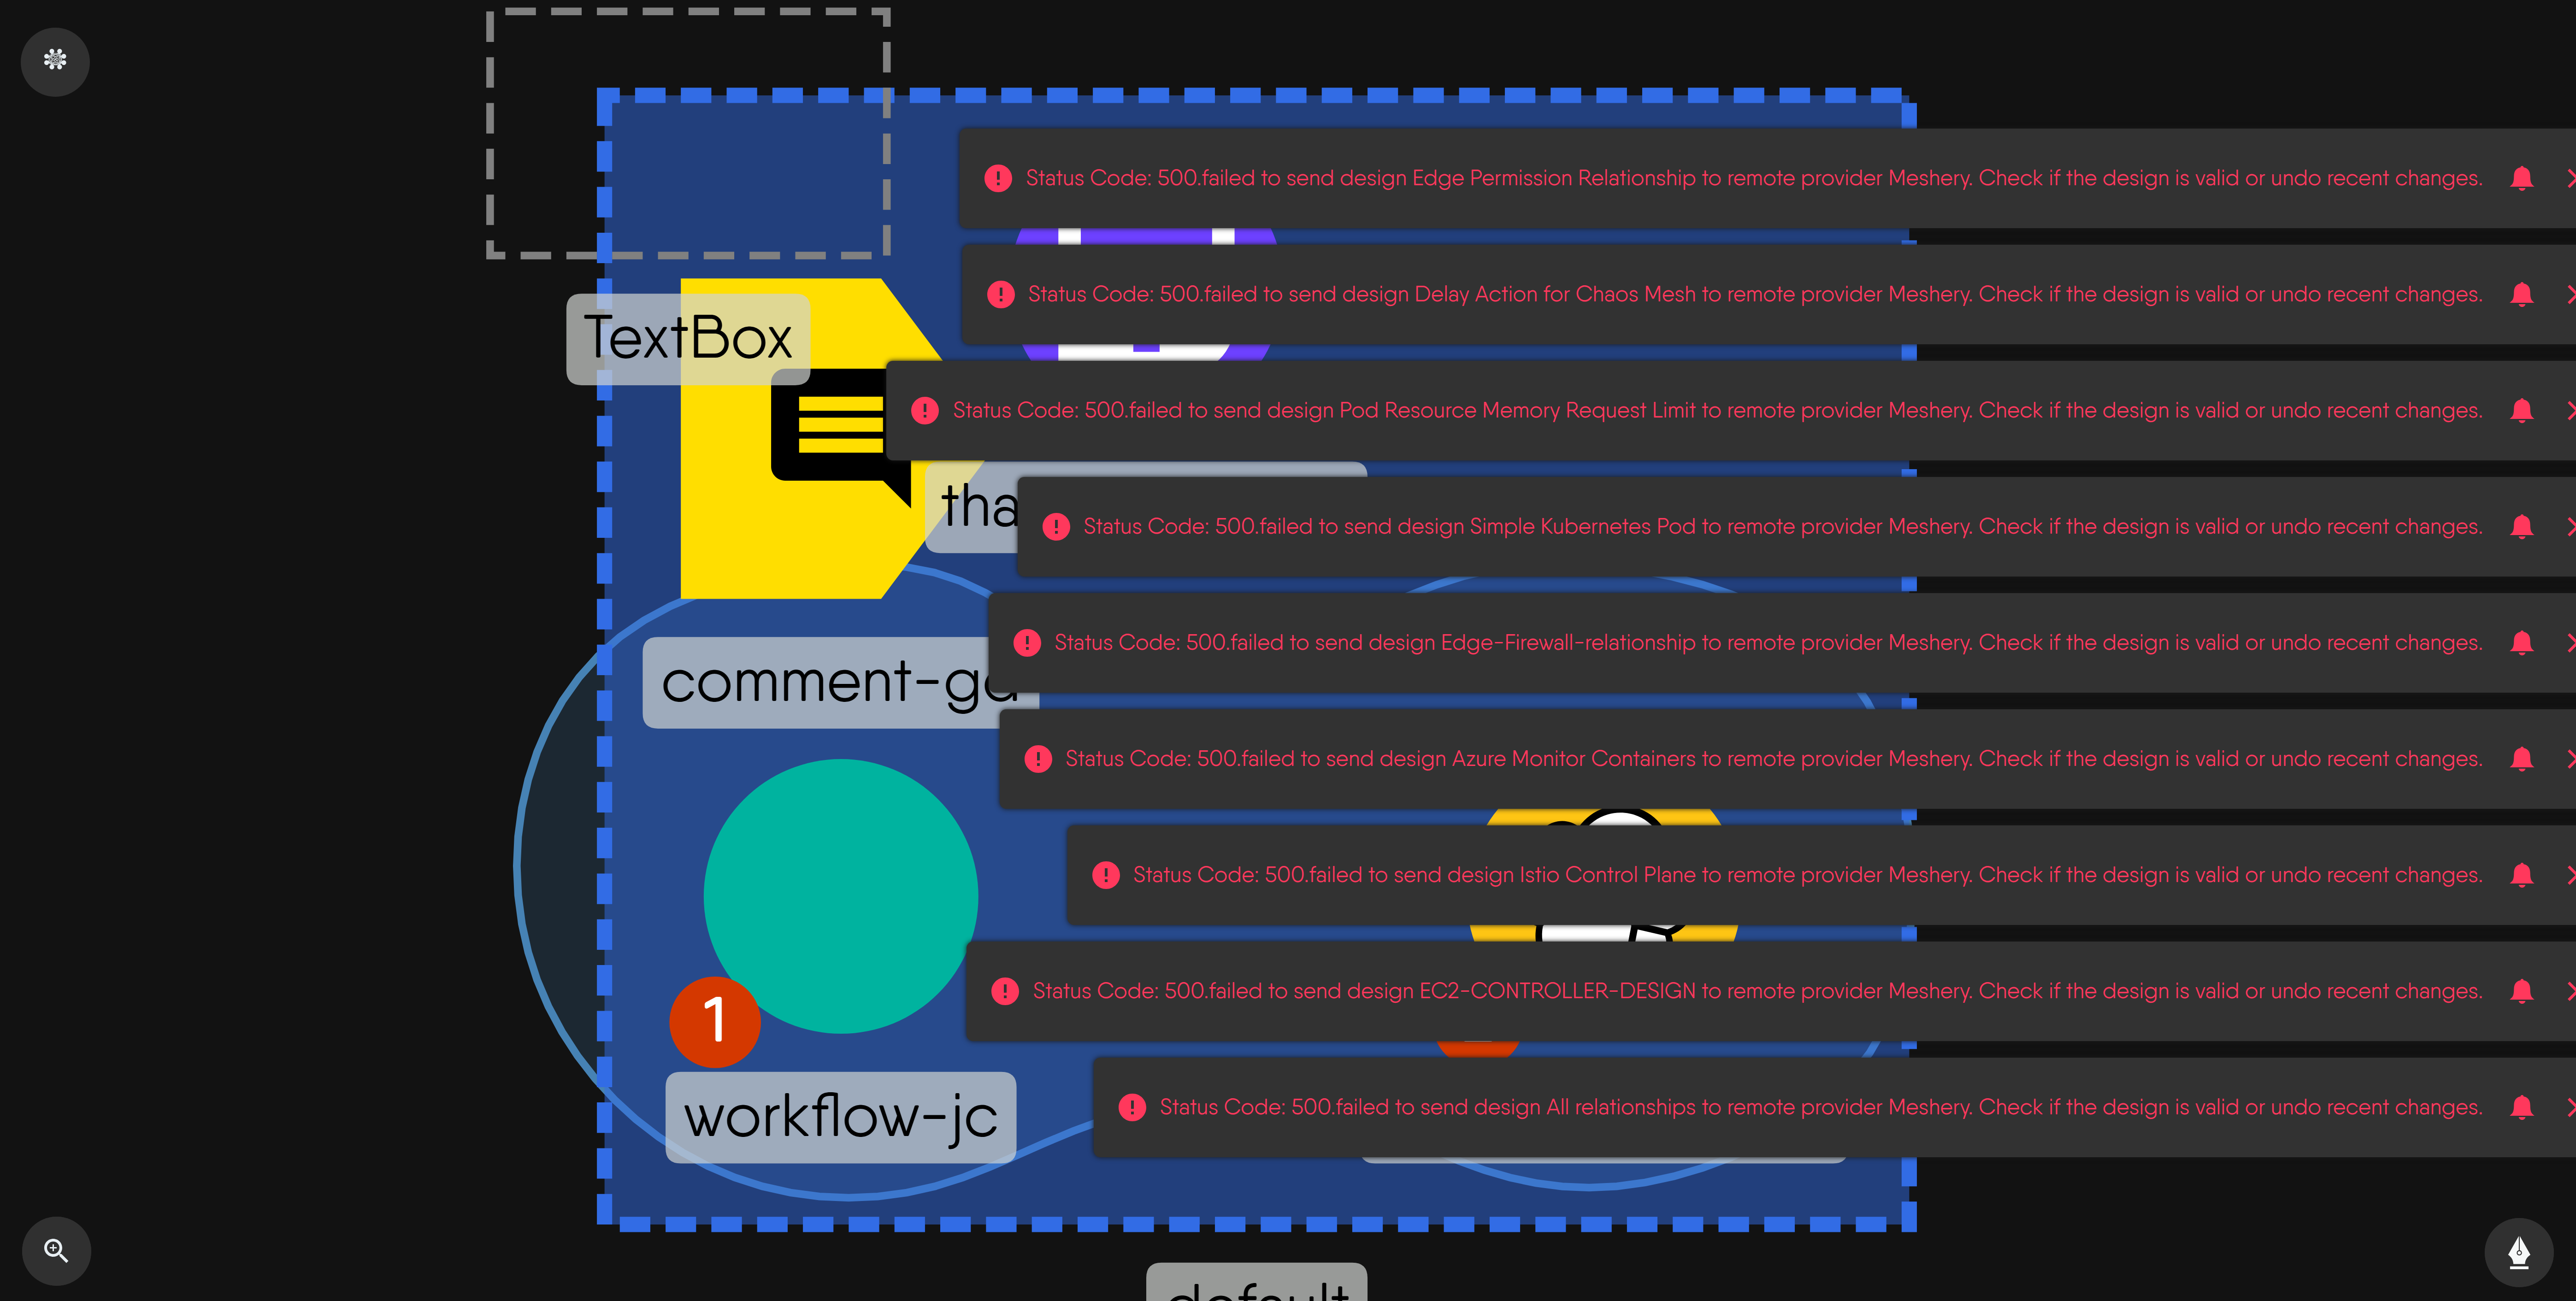 Status Code: 500.failed to send design Edge Permission Relationship to remote provider Meshery. Check if the design is valid or undo recent changes.
Status Code: 500.failed to send design Delay Action for Chaos Mesh to remote provider Meshery. Check if the design is valid or undo recent changes.
TextBox
Status Code: 500.failed to send design Pod Resource Memory Request Limit to remote provider Meshery. Check if the design is valid or undo recent changes.
tha
Status Code: 500.failed to send design Simple Kubernetes Pod to remote provider Meshery. Check if the design is valid or undo recent changes.
Status Code: 500.failed to send design Edge-Firewall-relationship to remote provider Meshery. Check if the design is valid or undo recent changes.
comment-ga
Status Code: 500.failed to send design Azure Monitor Containers to remote provider Meshery. Check if the design is valid or undo recent changes.
Status Code: 500.failed to send design Istio Control Plane to remote provider Meshery. Check if the design is valid or undo recent changes.
Status Code: 500.failed to send design EC2-CONTROLLER-DESIGN to remote provider Meshery. Check if the design is valid or undo recent changes.
1
Status Code: 500.failed to send design All relationships to remote provider Meshery. Check if the design is valid or undo recent changes.
workflow-jc
default